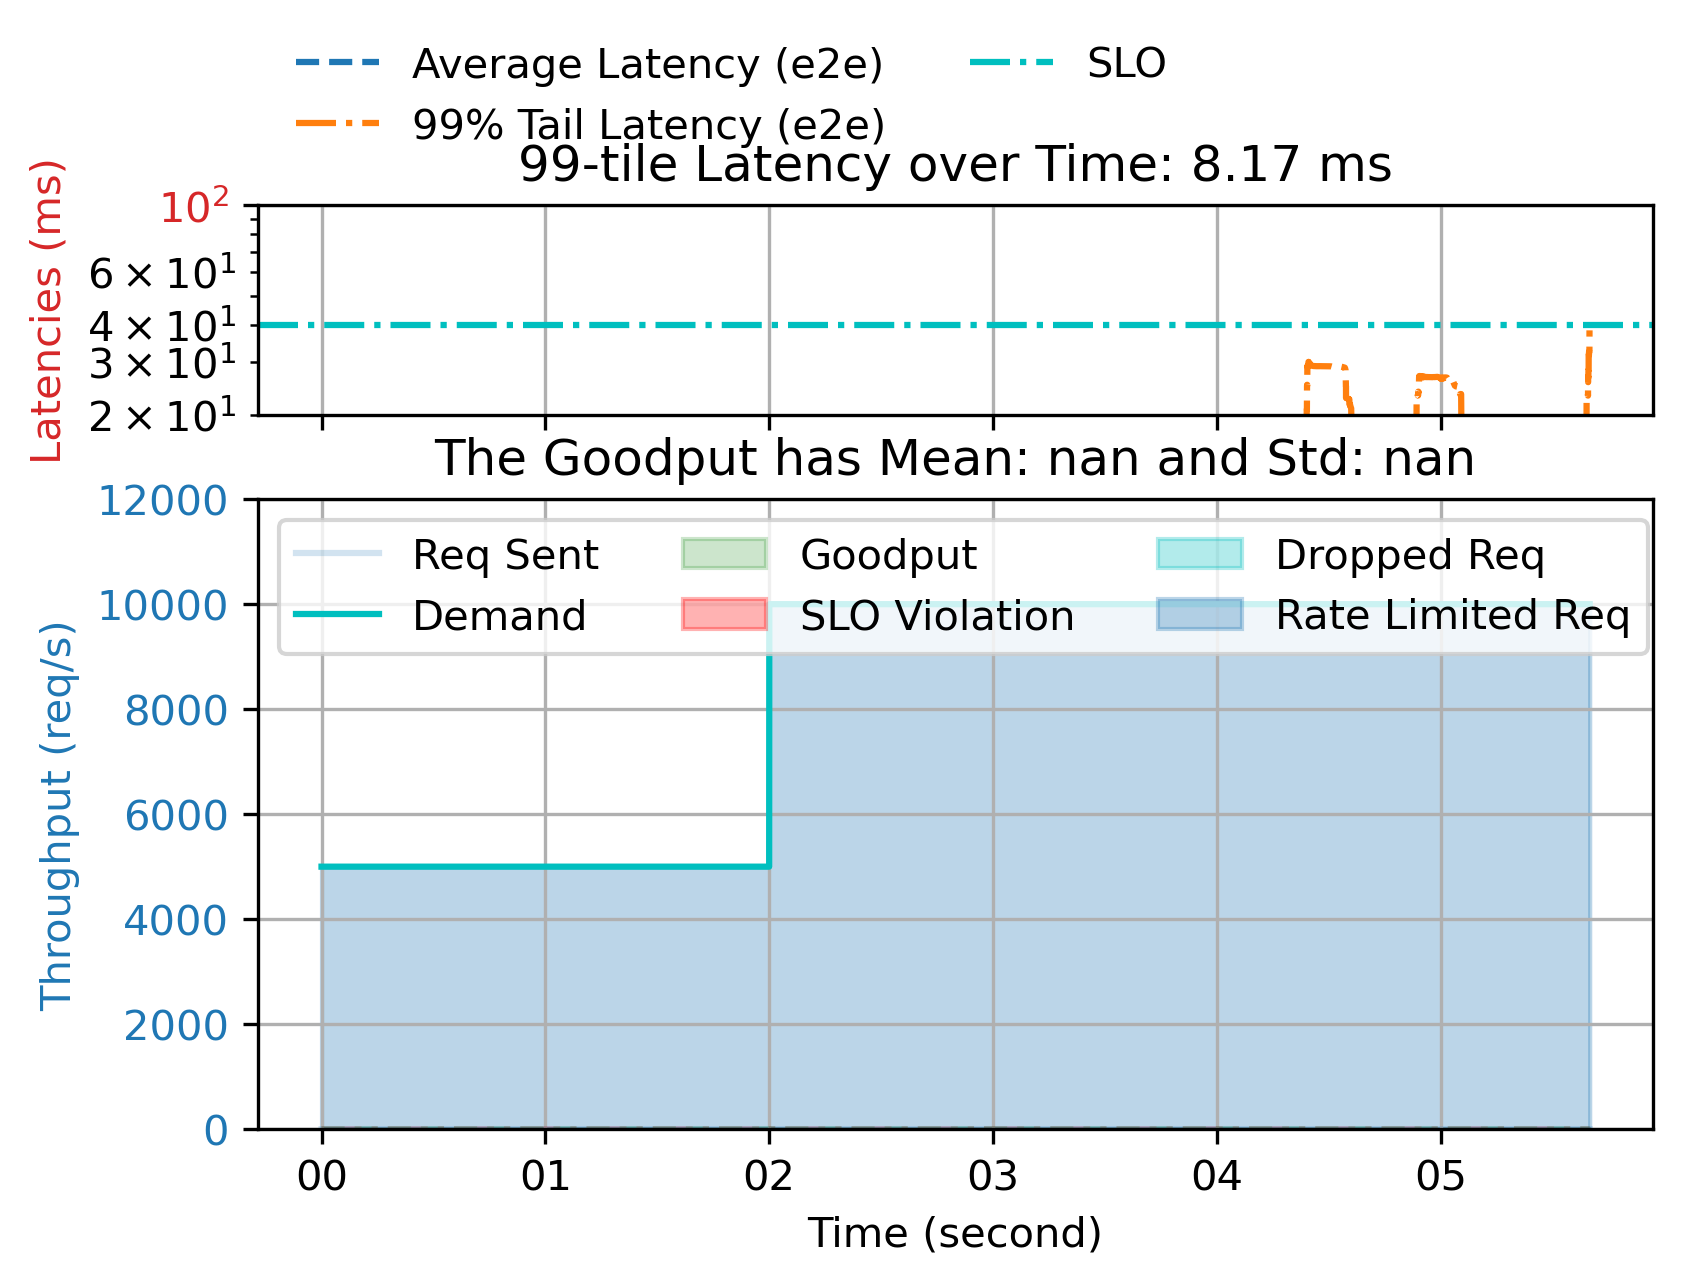 Average Latency (e2e)
SLO
99% Tail Latency (e2e)
99-tile Latency over Time: 8.17 ms
Latencies (ms)
10²
6 × 10¹
4 × 10¹
3 × 10¹
2 × 10¹
The Goodput has Mean: nan and Std: nan
Throughput (req/s)
12000
10000
8000
6000
4000
2000
0
Req Sent
Goodput
Dropped Req
Demand
SLO Violation
Rate Limited Req
00 01 02 03 04 05
Time (second)